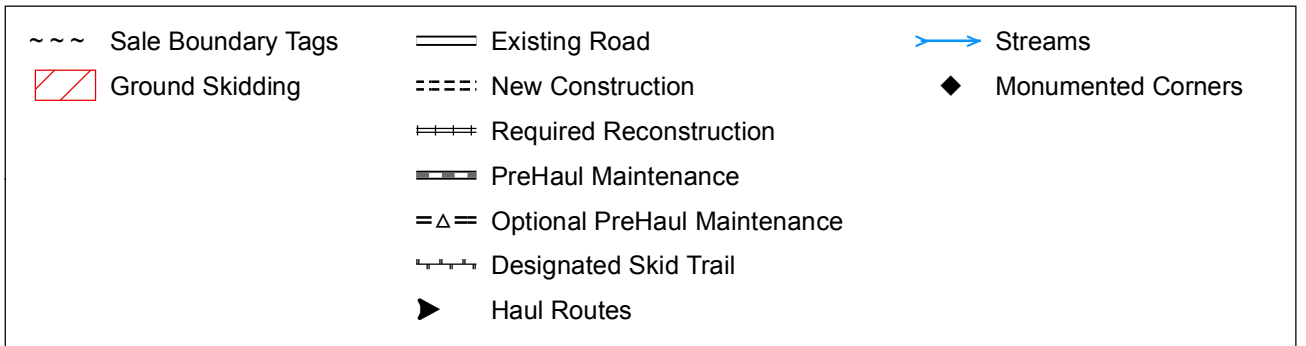 Sale Boundary Tags
Ground Skidding
Existing Road
New Construction
Required Reconstruction
PreHaul Maintenance
Optional PreHaul Maintenance
Designated Skid Trail
Haul Routes
Streams
Monumented Corners